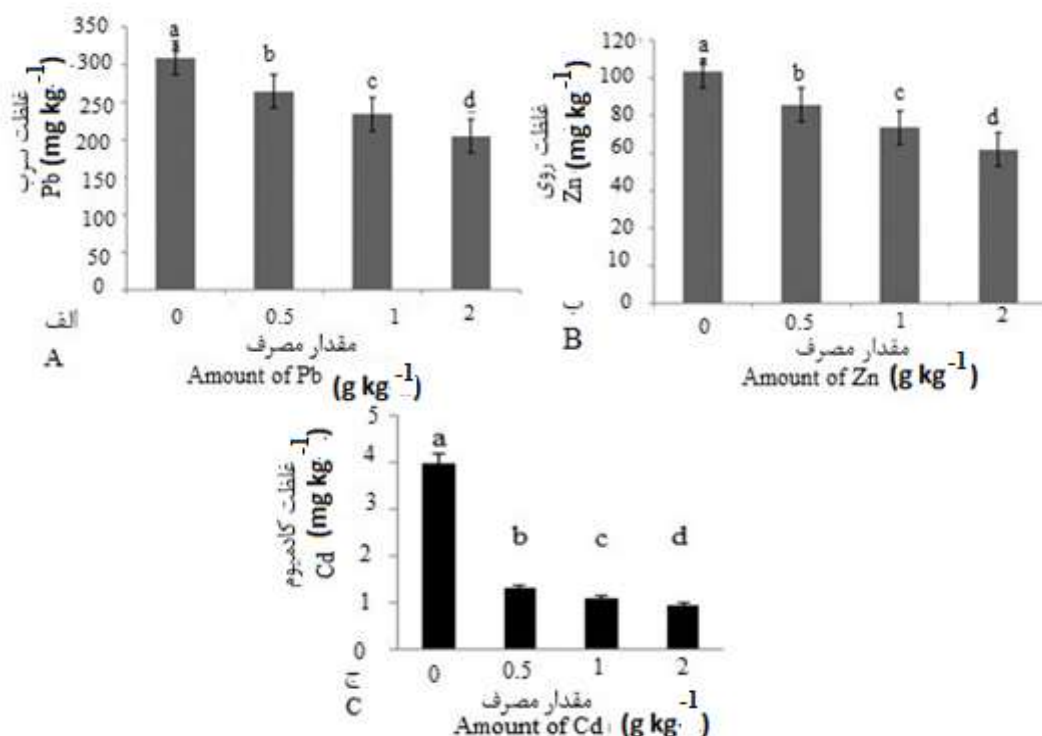 350
300
250
200
150
300
100
50
0
غلظت سرب
Pb (mg kg -1)
a
b
c
d
0 0.5 1 2
الف
A
مقدار مصرف
Amount of Pb (g kg -1)
120
100
80
60
60
40
20
10
0
غلظت روی
Zn (mg kg -1)
a
b
c
d
0 0.5 1 2
B
مقدار مصرف
Amount of Zn (g kg -1)
5
4
3
2
1
0
غلظت کادمیوم
Cd (mg kg -1)
a
b c d
0 0.5 1 2
ج
C
مقدار مصرف
Amount of Cd (g kg -1)